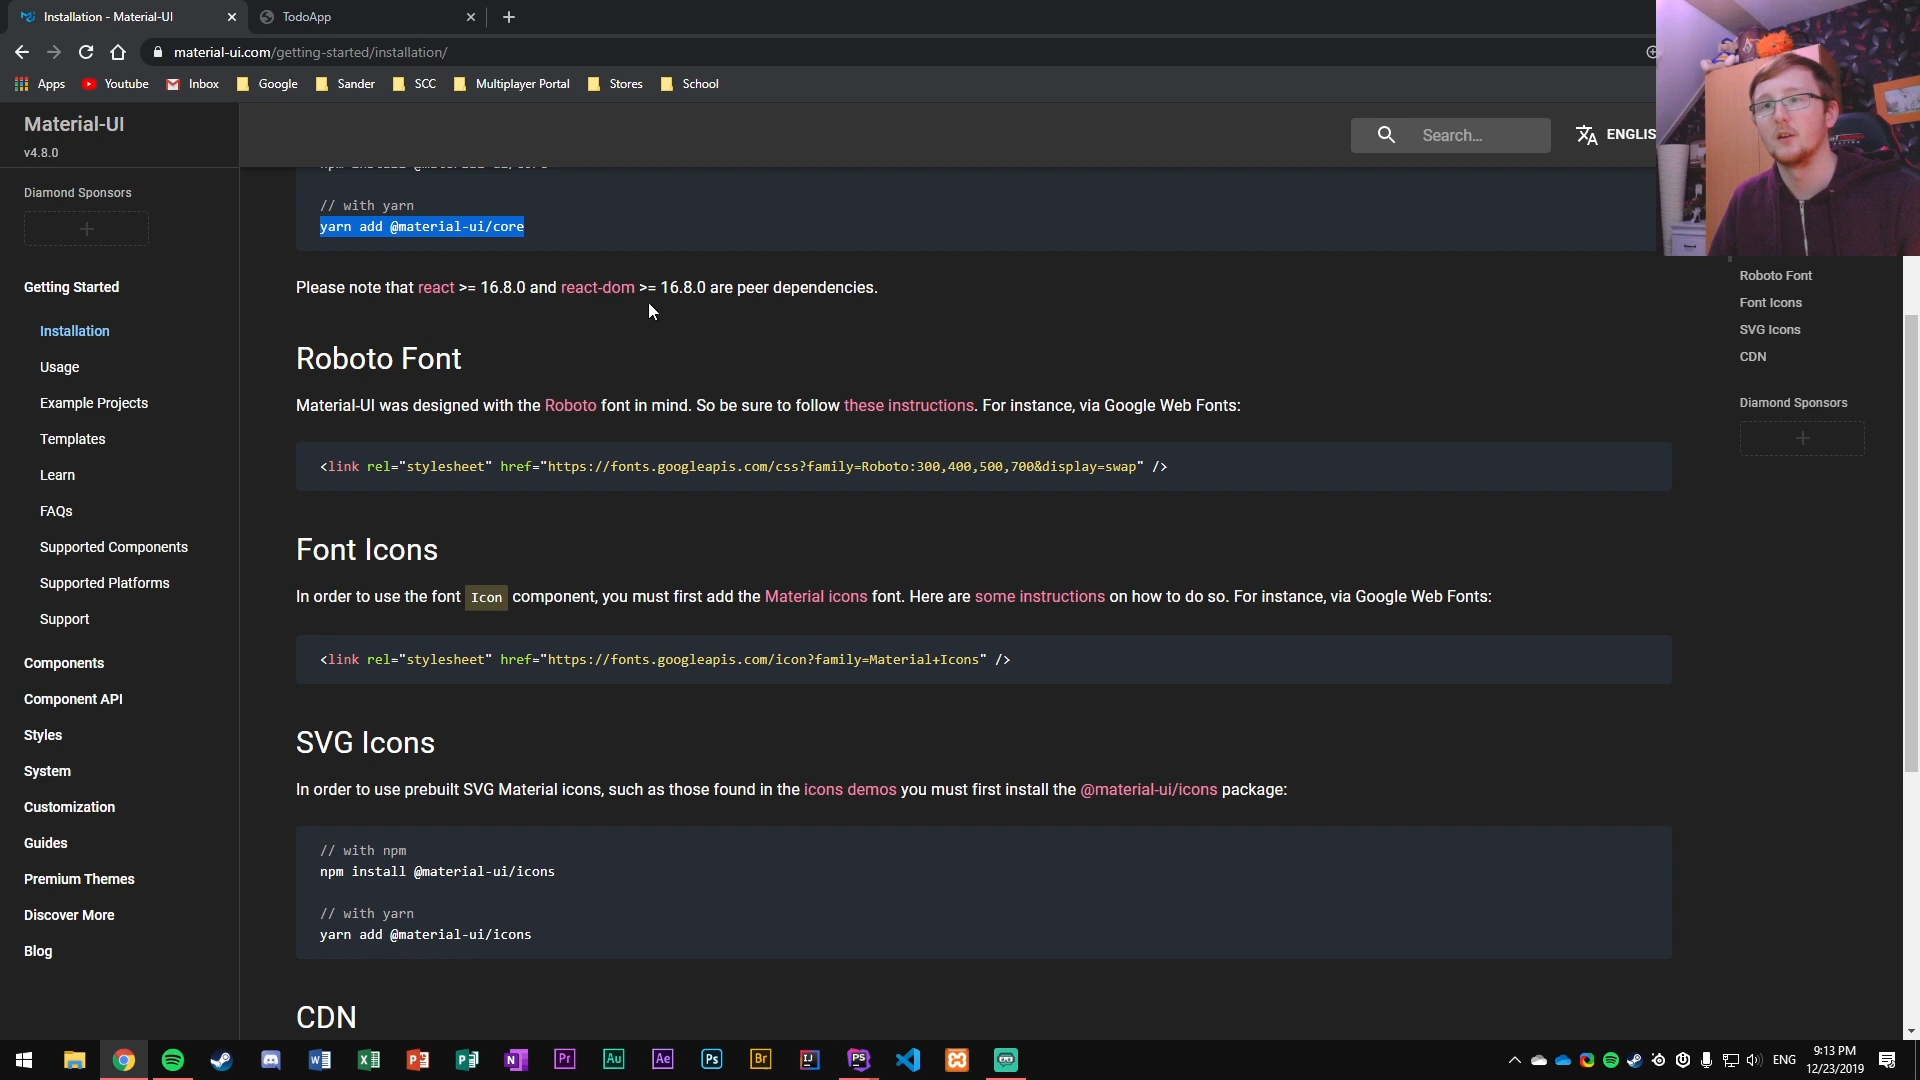 Installation - Material-UI
TodoApp
material-ui.com/getting-started/installation/
Apps
Youtube
Inbox
Google
Sander
SCC
Multiplayer Portal
Stores
School
Material-UI
v4.8.0
Search...
ENGLIS
Diamond Sponsors
+
Getting Started
Installation
Usage
Example Projects
Templates
Learn
FAQs
Supported Components
Supported Platforms
Support
Components
Component API
Styles
System
Customization
Guides
Premium Themes
Discover More
Blog
// with yarn
yarn add @material-ui/core
Please note that react >= 16.8.0 and react-dom >= 16.8.0 are peer dependencies.
Roboto Font
Material-UI was designed with the Roboto font in mind. So be sure to follow these instructions. For instance, via Google Web Fonts:
<link rel="stylesheet" href="https://fonts.googleapis.com/css?family=Roboto:300,400,500,700&display=swap" />
Font Icons
In order to use the font Icon component, you must first add the Material icons font. Here are some instructions on how to do so. For instance, via Google Web Fonts:
<link rel="stylesheet" href="https://fonts.googleapis.com/icon?family=Material+Icons" />
SVG Icons
In order to use prebuilt SVG Material icons, such as those found in the icons demos you must first install the @material-ui/icons package:
// with npm
npm install @material-ui/icons
// with yarn
yarn add @material-ui/icons
CDN
Roboto Font
Font Icons
SVG Icons
CDN
Diamond Sponsors
+
Pr
Au
Ae
Ps
Br
IJ
PS
ENG
9:13 PM
12/23/2019